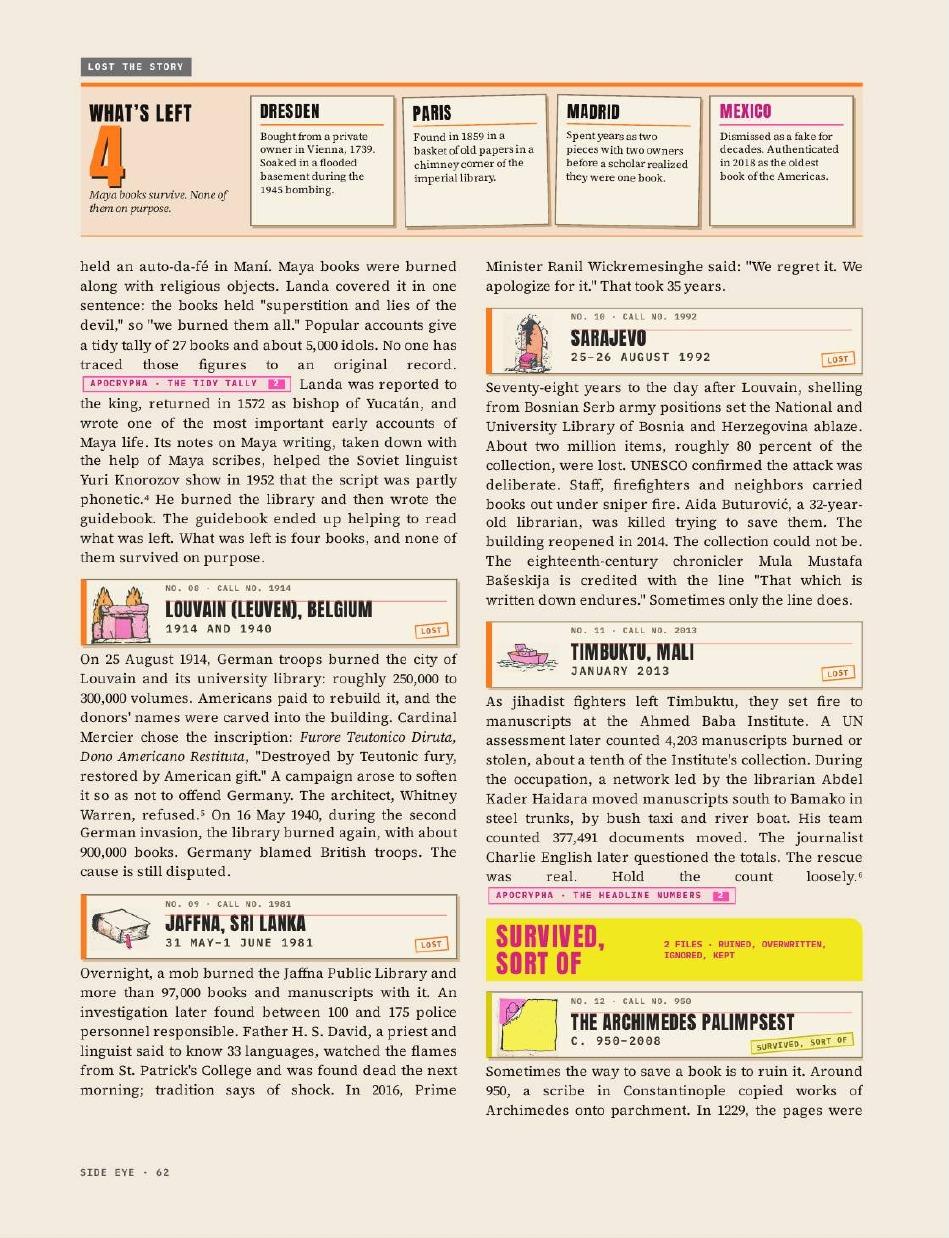 LOST THE STORY
WHAT'S LEFT
4
Maya books survive. None of
them on purpose.
DRESDEN
Bought from a private
owner in Vienna, 1739.
Soaked in a flooded
basement during the
1945 bombing.
PARIS
Found in 1859 in a
basket of old papers in a
chimney corner of the
imperial library.
MADRID
Spent years as two
pieces with two owners
before a scholar realized
they were one book.
MEXICO
Dismissed as a fake for
decades. Authenticated
in 2018 as the oldest
book of the Americas.
held an auto-da-fé in Maní. Maya books were burned
along with religious objects. Landa covered it in one
sentence: the books held "superstition and lies of the
devil," so "we burned them all." Popular accounts give
a tidy tally of 27 books and about 5,000 idols. No one has
traced those figures to an original record.
APOCRYPHA · THE TIDY TALLY 2 Landa was reported to
the king, returned in 1572 as bishop of Yucatán, and
wrote one of the most important early accounts of
Maya life. Its notes on Maya writing, taken down with
the help of Maya scribes, helped the Soviet linguist
Yuri Knorozov show in 1952 that the script was partly
phonetic.⁴ He burned the library and then wrote the
guidebook. The guidebook ended up helping to read
what was left. What was left is four books, and none of
them survived on purpose.
NO. 08 · CALL NO. 1914
LOUVAIN (LEUVEN), BELGIUM
1914 AND 1940
LOST
On 25 August 1914, German troops burned the city of
Louvain and its university library: roughly 250,000 to
300,000 volumes. Americans paid to rebuild it, and the
donors' names were carved into the building. Cardinal
Mercier chose the inscription: Furore Teutonico Diruta,
Dono Americano Restituta, "Destroyed by Teutonic fury,
restored by American gift." A campaign arose to soften
it so as not to offend Germany. The architect, Whitney
Warren, refused.⁵ On 16 May 1940, during the second
German invasion, the library burned again, with about
900,000 books. Germany blamed British troops. The
cause is still disputed.
NO. 09 · CALL NO. 1981
JAFFNA, SRI LANKA
31 MAY–1 JUNE 1981
LOST
Overnight, a mob burned the Jaffna Public Library and
more than 97,000 books and manuscripts with it. An
investigation later found between 100 and 175 police
personnel responsible. Father H. S. David, a priest and
linguist said to know 33 languages, watched the flames
from St. Patrick's College and was found dead the next
morning; tradition says of shock. In 2016, Prime
Minister Ranil Wickremesinghe said: "We regret it. We
apologize for it." That took 35 years.
NO. 10 · CALL NO. 1992
SARAJEVO
25–26 AUGUST 1992
LOST
Seventy-eight years to the day after Louvain, shelling
from Bosnian Serb army positions set the National and
University Library of Bosnia and Herzegovina ablaze.
About two million items, roughly 80 percent of the
collection, were lost. UNESCO confirmed the attack was
deliberate. Staff, firefighters and neighbors carried
books out under sniper fire. Aida Buturović, a 32-year-
old librarian, was killed trying to save them. The
building reopened in 2014. The collection could not be.
The eighteenth-century chronicler Mula Mustafa
Bašeskija is credited with the line "That which is
written down endures." Sometimes only the line does.
NO. 11 · CALL NO. 2013
TIMBUKTU, MALI
JANUARY 2013
LOST
As jihadist fighters left Timbuktu, they set fire to
manuscripts at the Ahmed Baba Institute. A UN
assessment later counted 4,203 manuscripts burned or
stolen, about a tenth of the Institute's collection. During
the occupation, a network led by the librarian Abdel
Kader Haidara moved manuscripts south to Bamako in
steel trunks, by bush taxi and river boat. His team
counted 377,491 documents moved. The journalist
Charlie English later questioned the totals. The rescue
was real. Hold the count loosely.⁶
APOCRYPHA · THE HEADLINE NUMBERS 2
SURVIVED,
SORT OF
2 FILES · RUINED, OVERWRITTEN,
IGNORED, KEPT
NO. 12 · CALL NO. 950
THE ARCHIMEDES PALIMPSEST
C. 950–2008
SURVIVED, SORT OF
Sometimes the way to save a book is to ruin it. Around
950, a scribe in Constantinople copied works of
Archimedes onto parchment. In 1229, the pages were
SIDE EYE · 62